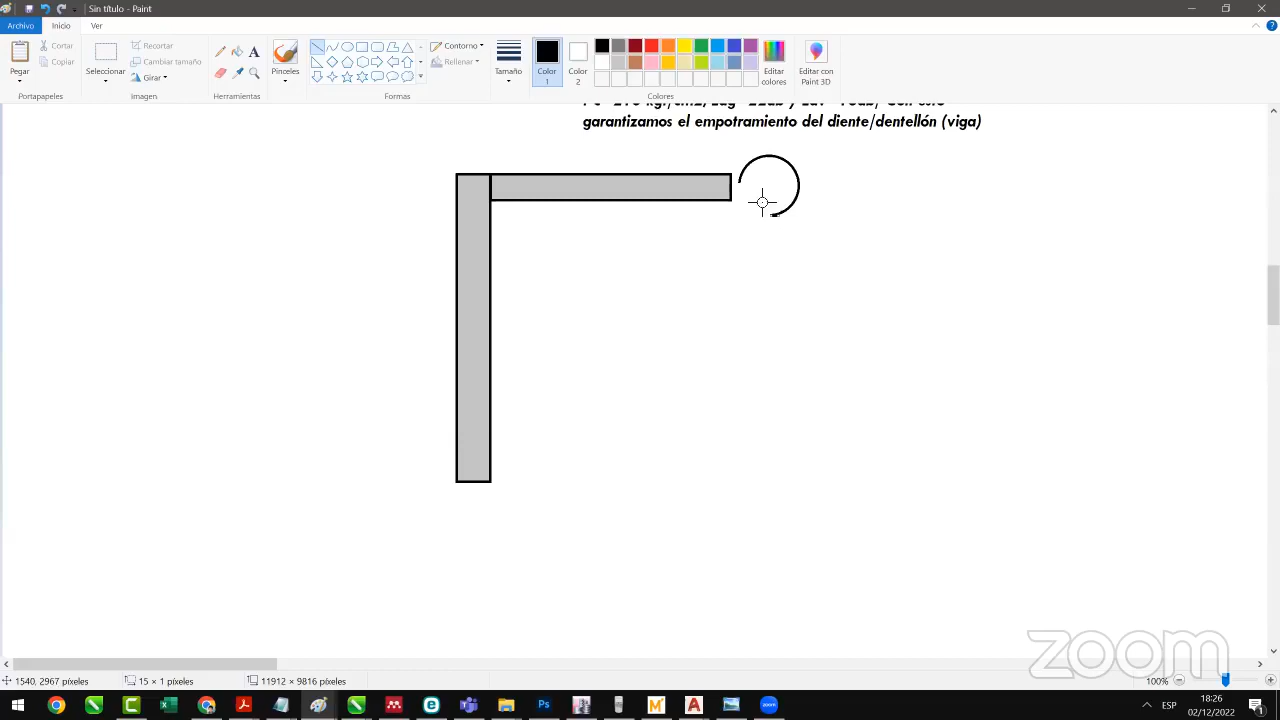 Sin título - Paint
Archivo
Inicio
Ver
Pegar
Cortar
Copiar
Portapapeles
Seleccionar
Recortar
Cambiar tamaño
Girar
Imagen
A
Herramientas
Pinceles
Contorno
Rellenar
Formas
Tamaño
Color 1
Color 2
Editar colores
Colores
Editar con Paint 3D
garantizamos el empotramiento del diente/dentellón (viga)
zoom
1540, 2967 píxeles
15 × 1 píxeles
11912 × 9816 píxeles
100%
zoom
ESP
18:26
02/12/2022